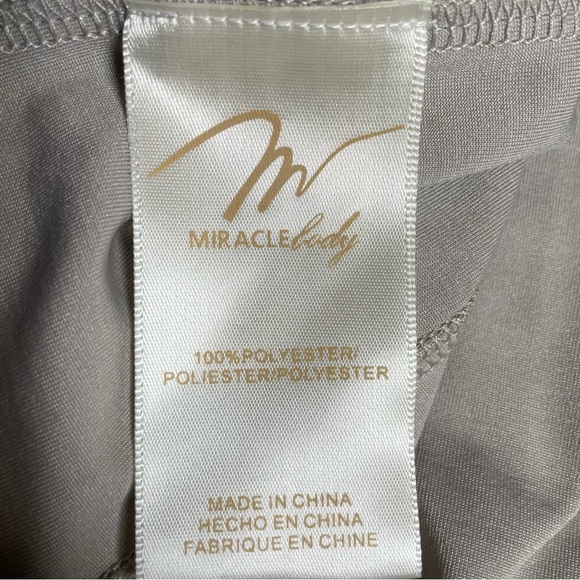 MIRACLEbody
100%POLYESTER/
POLIESTER/POLYESTER
MADE IN CHINA
HECHO EN CHINA
FABRIQUE EN CHINE